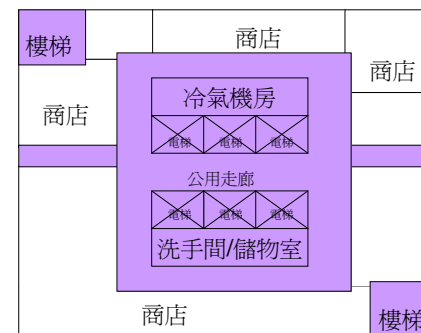 樓梯
商店
商店
商店
冷氣機房
電梯 電梯 電梯
公用走廊
電梯 電梯 電梯
洗手間/儲物室
商店
樓梯